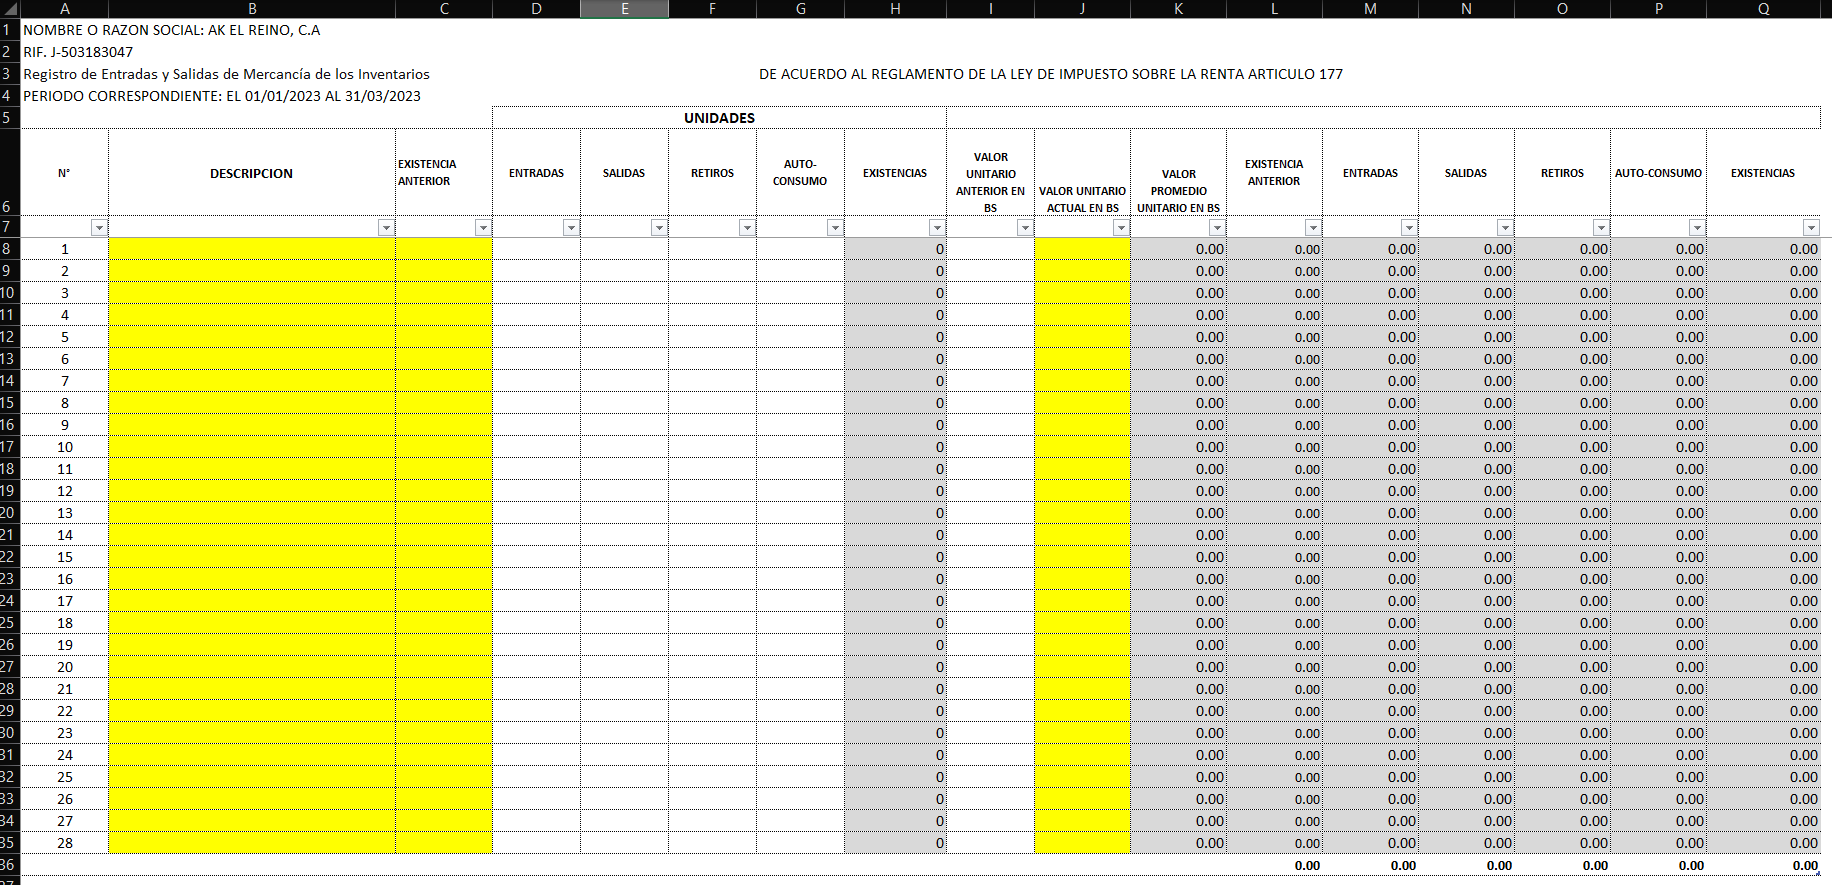 A B C D E F G H I J K L M N O P Q
1 NOMBRE O RAZON SOCIAL: AK EL REINO, C.A
2 RIF. J-503183047
3 Registro de Entradas y Salidas de Mercancía de los Inventarios DE ACUERDO AL REGLAMENTO DE LA LEY DE IMPUESTO SOBRE LA RENTA ARTICULO 177
4 PERIODO CORRESPONDIENTE: EL 01/01/2023 AL 31/03/2023
5 UNIDADES
6 N° DESCRIPCION EXISTENCIA ANTERIOR ENTRADAS SALIDAS RETIROS AUTO-CONSUMO EXISTENCIAS VALOR UNITARIO ANTERIOR EN BS VALOR UNITARIO ACTUAL EN BS VALOR PROMEDIO UNITARIO EN BS EXISTENCIA ANTERIOR ENTRADAS SALIDAS RETIROS AUTO-CONSUMO EXISTENCIAS
7
8 1 0 0.00 0.00 0.00 0.00 0.00 0.00 0.00
9 2 0 0.00 0.00 0.00 0.00 0.00 0.00 0.00
10 3 0 0.00 0.00 0.00 0.00 0.00 0.00 0.00
11 4 0 0.00 0.00 0.00 0.00 0.00 0.00 0.00
12 5 0 0.00 0.00 0.00 0.00 0.00 0.00 0.00
13 6 0 0.00 0.00 0.00 0.00 0.00 0.00 0.00
14 7 0 0.00 0.00 0.00 0.00 0.00 0.00 0.00
15 8 0 0.00 0.00 0.00 0.00 0.00 0.00 0.00
16 9 0 0.00 0.00 0.00 0.00 0.00 0.00 0.00
17 10 0 0.00 0.00 0.00 0.00 0.00 0.00 0.00
18 11 0 0.00 0.00 0.00 0.00 0.00 0.00 0.00
19 12 0 0.00 0.00 0.00 0.00 0.00 0.00 0.00
20 13 0 0.00 0.00 0.00 0.00 0.00 0.00 0.00
21 14 0 0.00 0.00 0.00 0.00 0.00 0.00 0.00
22 15 0 0.00 0.00 0.00 0.00 0.00 0.00 0.00
23 16 0 0.00 0.00 0.00 0.00 0.00 0.00 0.00
24 17 0 0.00 0.00 0.00 0.00 0.00 0.00 0.00
25 18 0 0.00 0.00 0.00 0.00 0.00 0.00 0.00
26 19 0 0.00 0.00 0.00 0.00 0.00 0.00 0.00
27 20 0 0.00 0.00 0.00 0.00 0.00 0.00 0.00
28 21 0 0.00 0.00 0.00 0.00 0.00 0.00 0.00
29 22 0 0.00 0.00 0.00 0.00 0.00 0.00 0.00
30 23 0 0.00 0.00 0.00 0.00 0.00 0.00 0.00
31 24 0 0.00 0.00 0.00 0.00 0.00 0.00 0.00
32 25 0 0.00 0.00 0.00 0.00 0.00 0.00 0.00
33 26 0 0.00 0.00 0.00 0.00 0.00 0.00 0.00
34 27 0 0.00 0.00 0.00 0.00 0.00 0.00 0.00
35 28 0 0.00 0.00 0.00 0.00 0.00 0.00 0.00
36 0.00 0.00 0.00 0.00 0.00 0.00